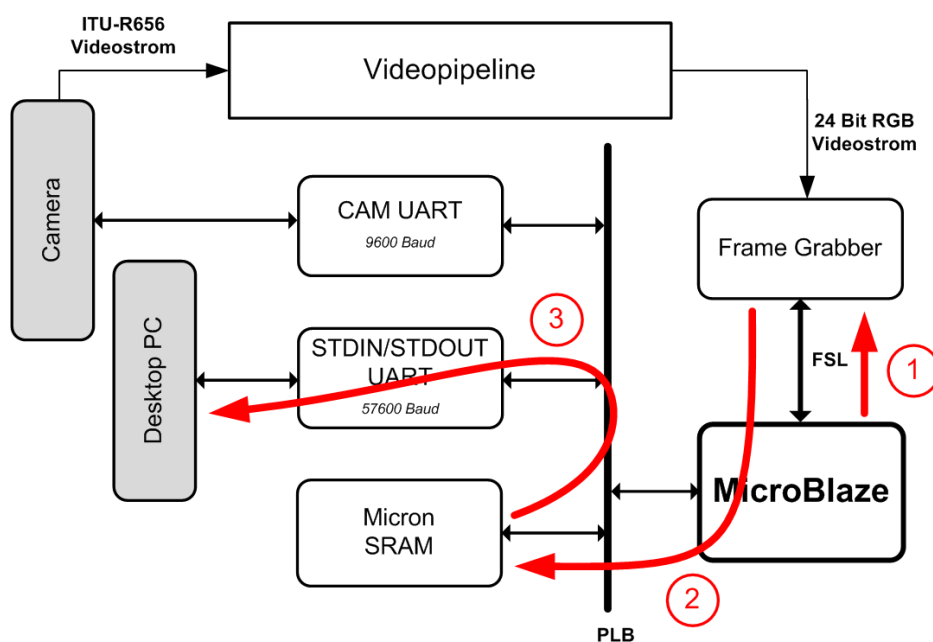 ITU-R656
Videostrom
Videopipeline
24 Bit RGB
Videostrom
Camera
CAM UART
9600 Baud
Frame Grabber
Desktop PC
STDIN/STDOUT
UART
57600 Baud
3
FSL
1
MicroBlaze
Micron
SRAM
2
PLB